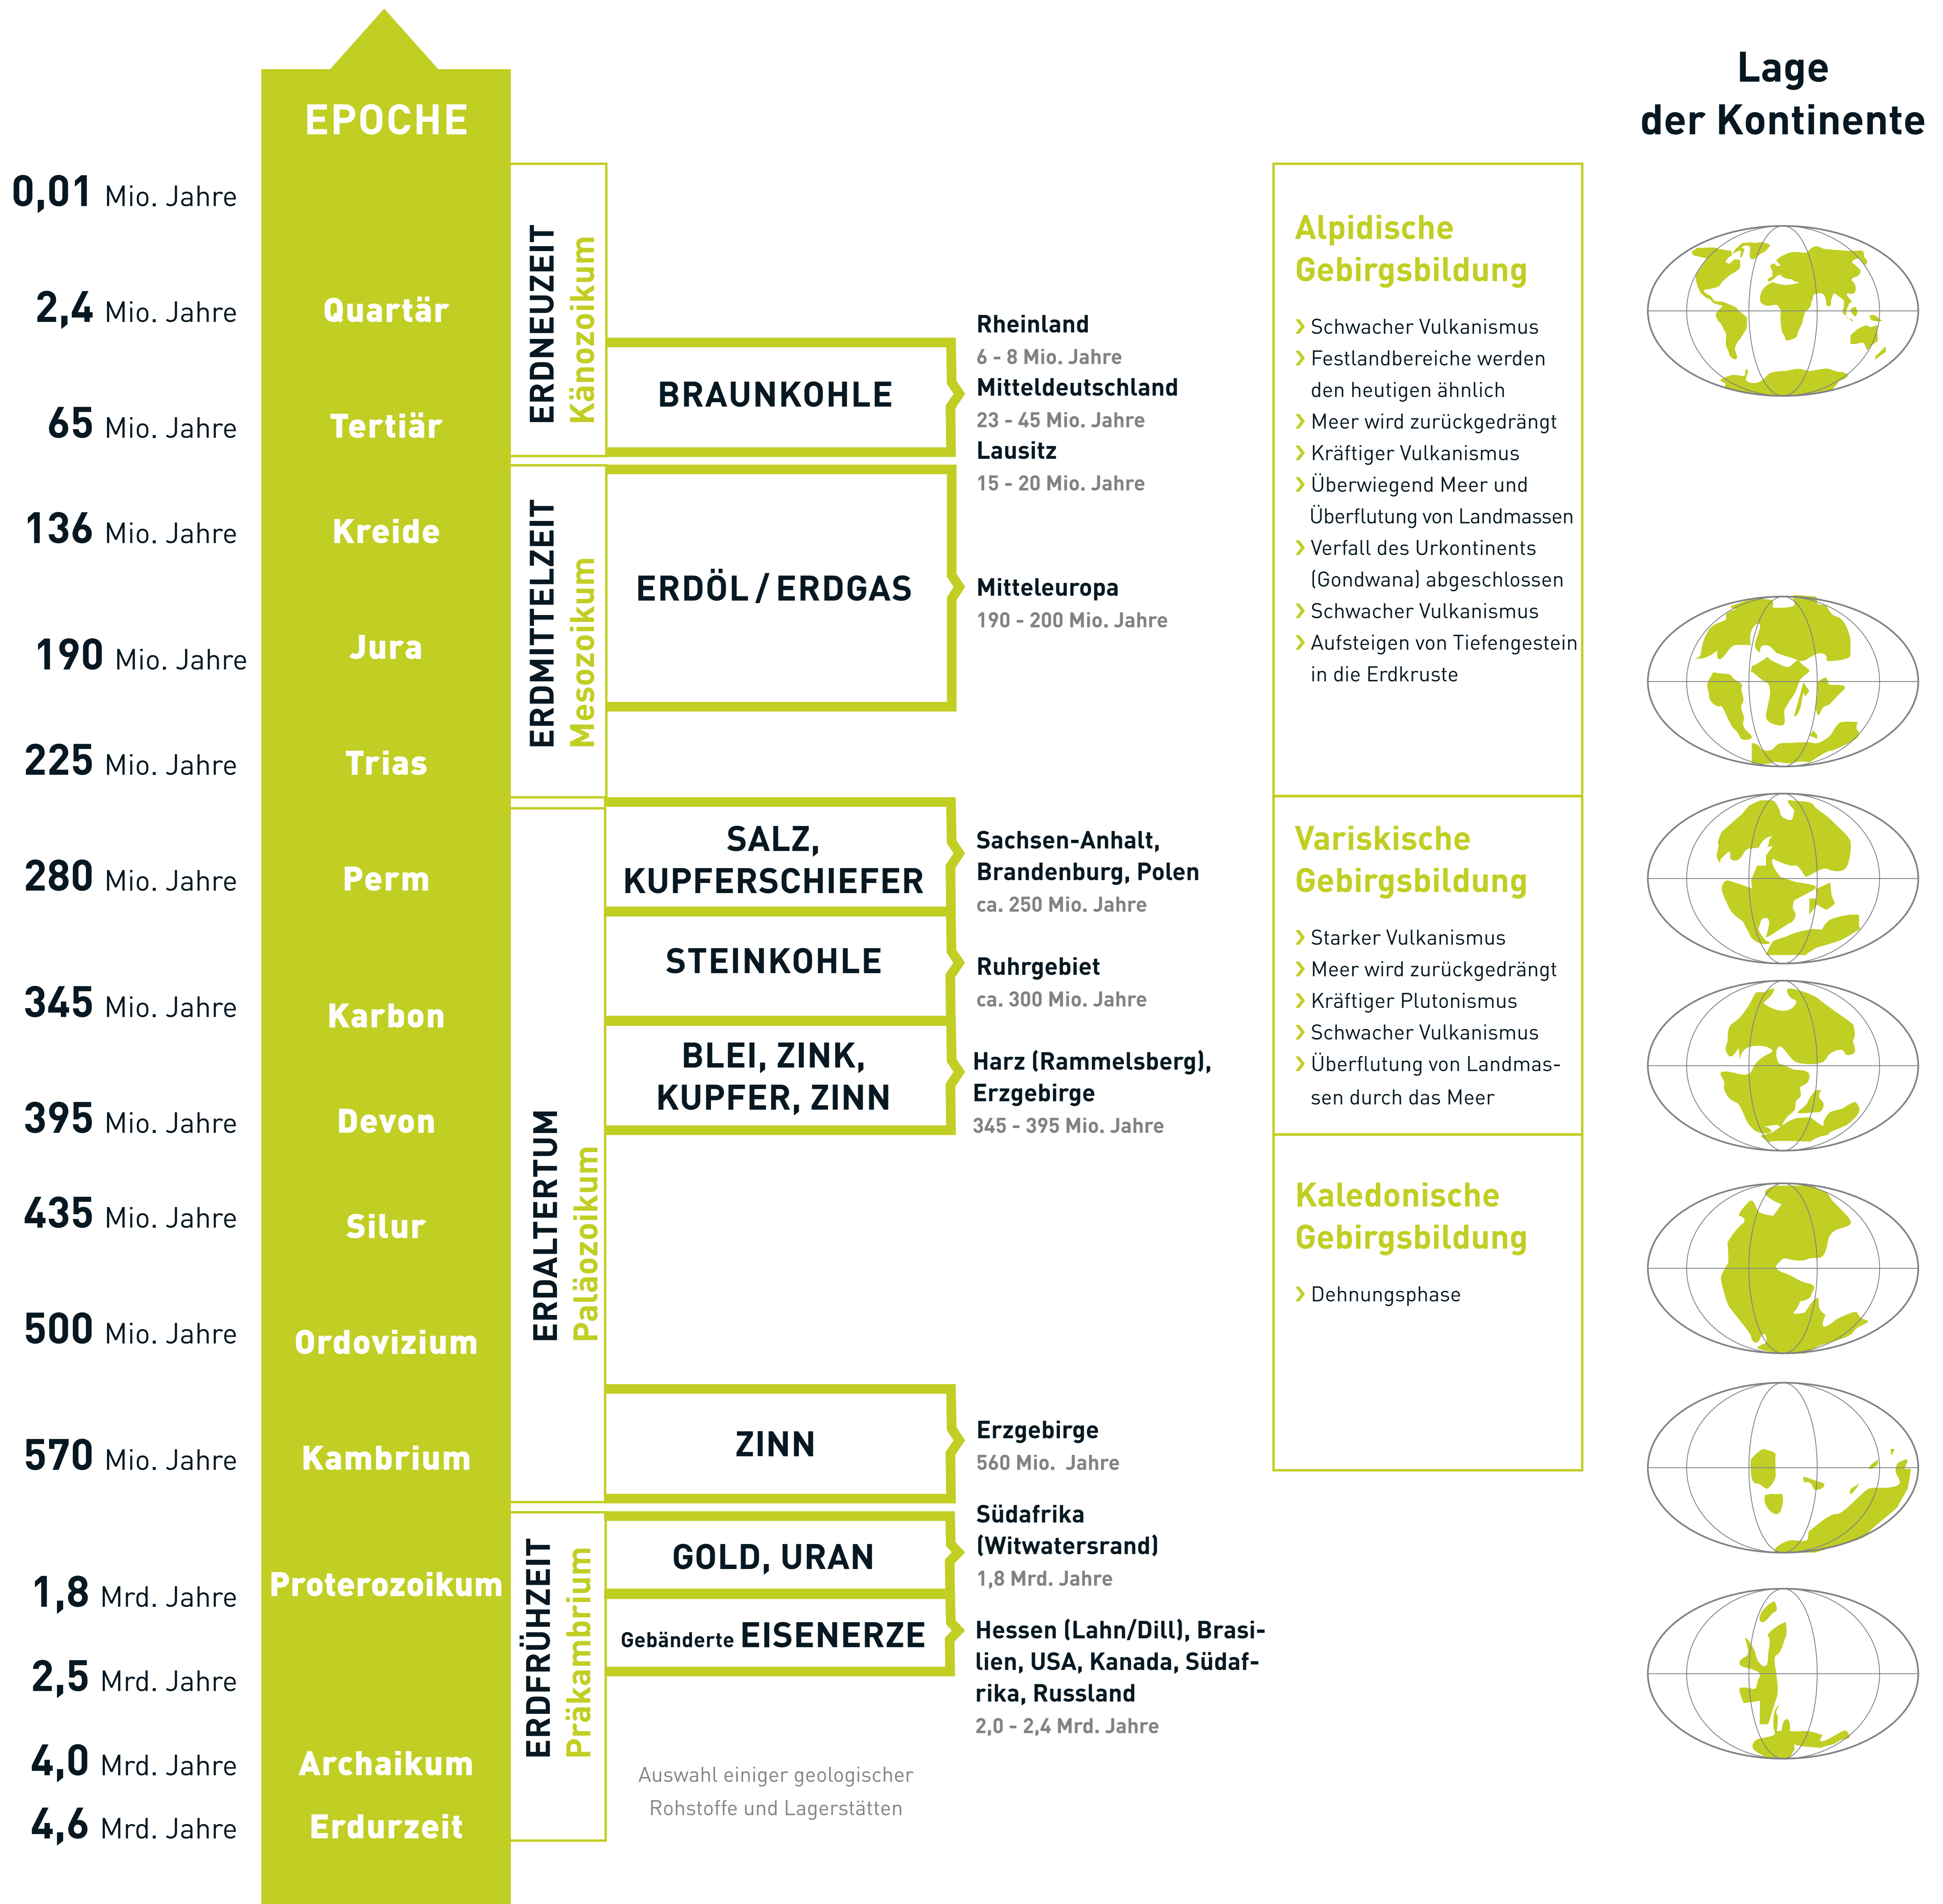 EPOCHE
0,01 Mio. Jahre
2,4 Mio. Jahre
65 Mio. Jahre
136 Mio. Jahre
190 Mio. Jahre
225 Mio. Jahre
280 Mio. Jahre
345 Mio. Jahre
395 Mio. Jahre
435 Mio. Jahre
500 Mio. Jahre
570 Mio. Jahre
1,8 Mrd. Jahre
2,5 Mrd. Jahre
4,0 Mrd. Jahre
4,6 Mrd. Jahre
Quartär
Tertiär
Kreide
Jura
Trias
Perm
Karbon
Devon
Silur
Ordovizium
Kambrium
Proterozoikum
Archaikum
Erdurzeit
ERDNEUZEIT
Känozoikum
ERDMITTELZEIT
Mesozoikum
ERDALTERTUM
Paläozoikum
ERDFRÜHZEIT
Präkambrium
BRAUNKOHLE
Rheinland
6 - 8 Mio. Jahre
Mitteldeutschland
23 - 45 Mio. Jahre
Lausitz
15 - 20 Mio. Jahre
ERDÖL / ERDGAS
Mitteleuropa
190 - 200 Mio. Jahre
SALZ,
KUPFERSCHIEFER
Sachsen-Anhalt,
Brandenburg, Polen
ca. 250 Mio. Jahre
STEINKOHLE
Ruhrgebiet
ca. 300 Mio. Jahre
BLEI, ZINK,
KUPFER, ZINN
Harz (Rammelsberg),
Erzgebirge
345 - 395 Mio. Jahre
ZINN
Erzgebirge
560 Mio. Jahre
GOLD, URAN
Südafrika
(Witwatersrand)
1,8 Mrd. Jahre
Gebänderte EISENERZE
Hessen (Lahn/Dill), Brasi-
lien, USA, Kanada, Südaf-
rika, Russland
2,0 - 2,4 Mrd. Jahre
Auswahl einiger geologischer
Rohstoffe und Lagerstätten
Alpidische
Gebirgsbildung
› Schwacher Vulkanismus
› Festlandbereiche werden
den heutigen ähnlich
› Meer wird zurückgedrängt
› Kräftiger Vulkanismus
› Überwiegend Meer und
Überflutung von Landmassen
› Verfall des Urkontinents
(Gondwana) abgeschlossen
› Schwacher Vulkanismus
› Aufsteigen von Tiefengestein
in die Erdkruste
Variskische
Gebirgsbildung
› Starker Vulkanismus
› Meer wird zurückgedrängt
› Kräftiger Plutonismus
› Schwacher Vulkanismus
› Überflutung von Landmas-
sen durch das Meer
Kaledonische
Gebirgsbildung
› Dehnungsphase
Lage
der Kontinente